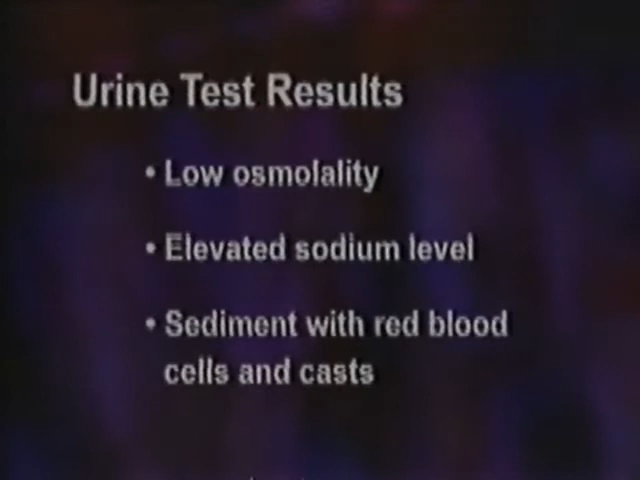 Urine Test Results
• Low osmolality
• Elevated sodium level
• Sediment with red blood
cells and casts